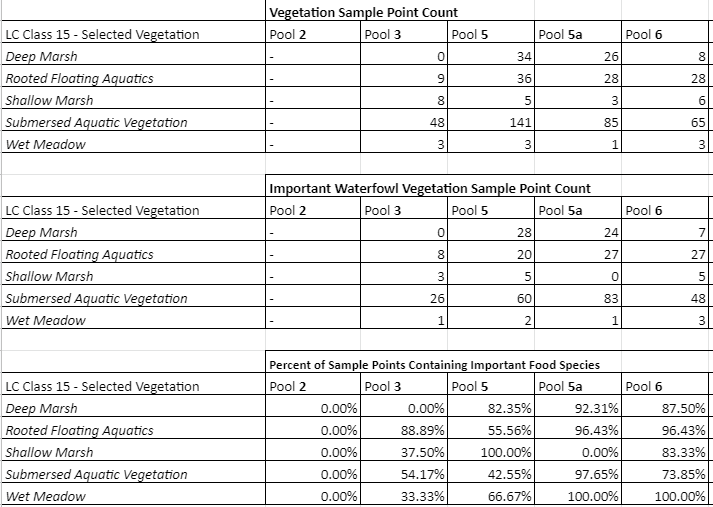 Vegetation Sample Point Count
LC Class 15 - Selected Vegetation Pool 2 Pool 3 Pool 5 Pool 5a Pool 6
Deep Marsh - 0 34 26 8
Rooted Floating Aquatics - 9 36 28 28
Shallow Marsh - 8 5 3 6
Submersed Aquatic Vegetation - 48 141 85 65
Wet Meadow - 3 3 1 3
Important Waterfowl Vegetation Sample Point Count
LC Class 15 - Selected Vegetation Pool 2 Pool 3 Pool 5 Pool 5a Pool 6
Deep Marsh - 0 28 24 7
Rooted Floating Aquatics - 8 20 27 27
Shallow Marsh - 3 5 0 5
Submersed Aquatic Vegetation - 26 60 83 48
Wet Meadow - 1 2 1 3
Percent of Sample Points Containing Important Food Species
LC Class 15 - Selected Vegetation Pool 2 Pool 3 Pool 5 Pool 5a Pool 6
Deep Marsh 0.00% 0.00% 82.35% 92.31% 87.50%
Rooted Floating Aquatics 0.00% 88.89% 55.56% 96.43% 96.43%
Shallow Marsh 0.00% 37.50% 100.00% 0.00% 83.33%
Submersed Aquatic Vegetation 0.00% 54.17% 42.55% 97.65% 73.85%
Wet Meadow 0.00% 33.33% 66.67% 100.00% 100.00%